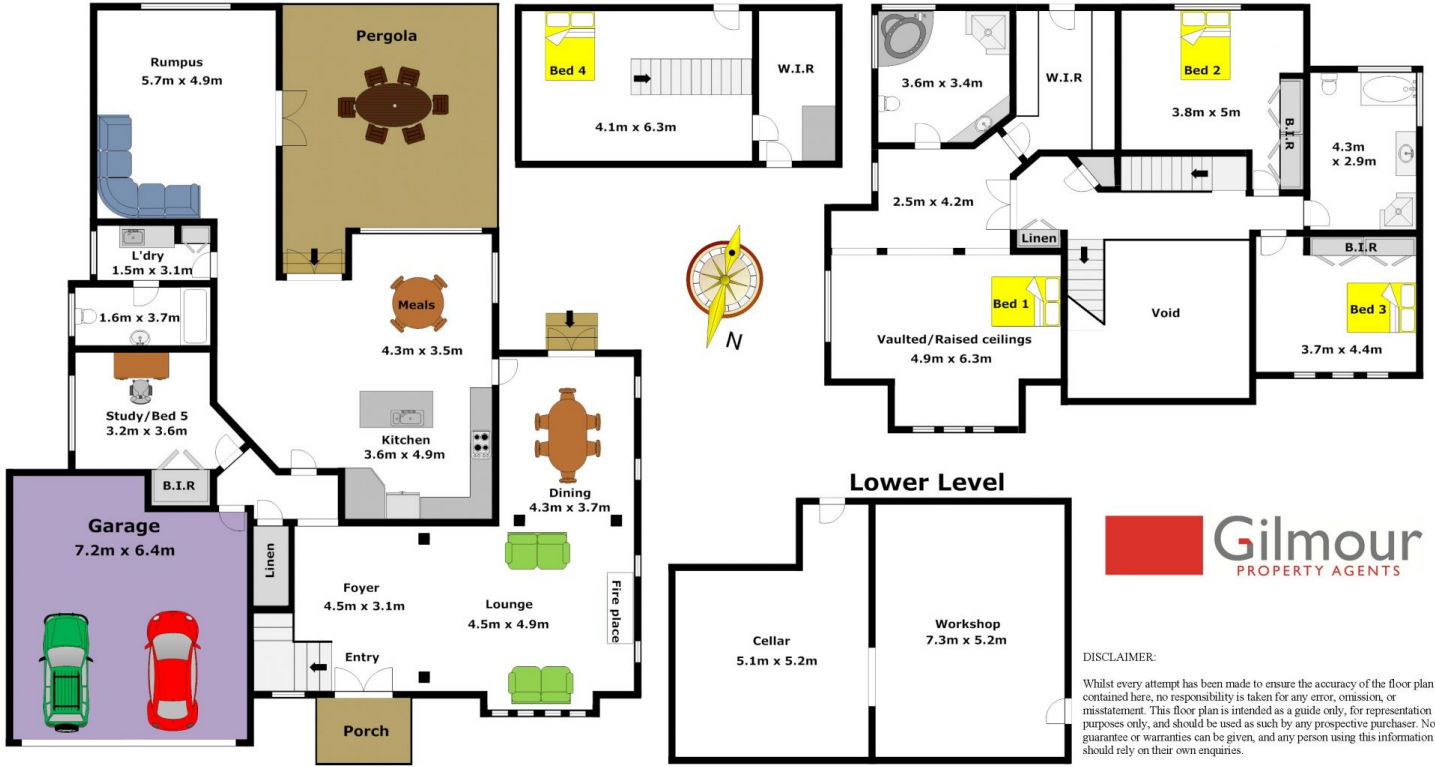 Rumpus
5.7m x 4.9m
Pergola
L'dry
1.5m x 3.1m
1.6m x 3.7m
Meals
4.3m x 3.5m
Study/Bed 5
3.2m x 3.6m
B.I.R
Kitchen
3.6m x 4.9m
Dining
4.3m x 3.7m
Garage
7.2m x 6.4m
Linen
Foyer
4.5m x 3.1m
Lounge
4.5m x 4.9m
Fire place
Entry
Porch
Bed 4
4.1m x 6.3m
W.I.R
N
3.6m x 3.4m
W.I.R
Bed 2
3.8m x 5m
B.I.R
4.3m
x 2.9m
2.5m x 4.2m
Linen
B.I.R
Bed 1
Vaulted/Raised ceilings
4.9m x 6.3m
Void
Bed 3
3.7m x 4.4m
Lower Level
Cellar
5.1m x 5.2m
Workshop
7.3m x 5.2m
Gilmour
PROPERTY AGENTS
DISCLAIMER:
Whilst every attempt has been made to ensure the accuracy of the floor plan
contained here, no responsibility is taken for any error, omission, or
misstatement. This floor plan is intended as a guide only, for representation
purposes only, and should be used as such by any prospective purchaser. No
guarantee or warranties can be given, and any person using this information
should rely on their own enquiries.